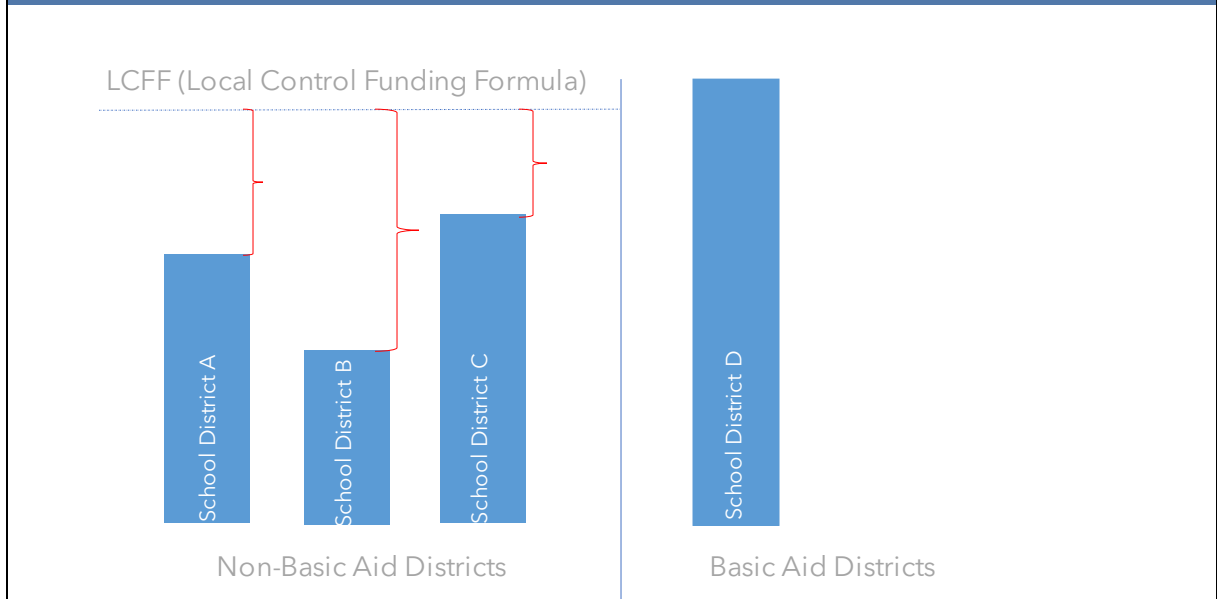 LCFF (Local Control Funding Formula)
School District A
School District B
School District C
School District D
Non-Basic Aid Districts
Basic Aid Districts